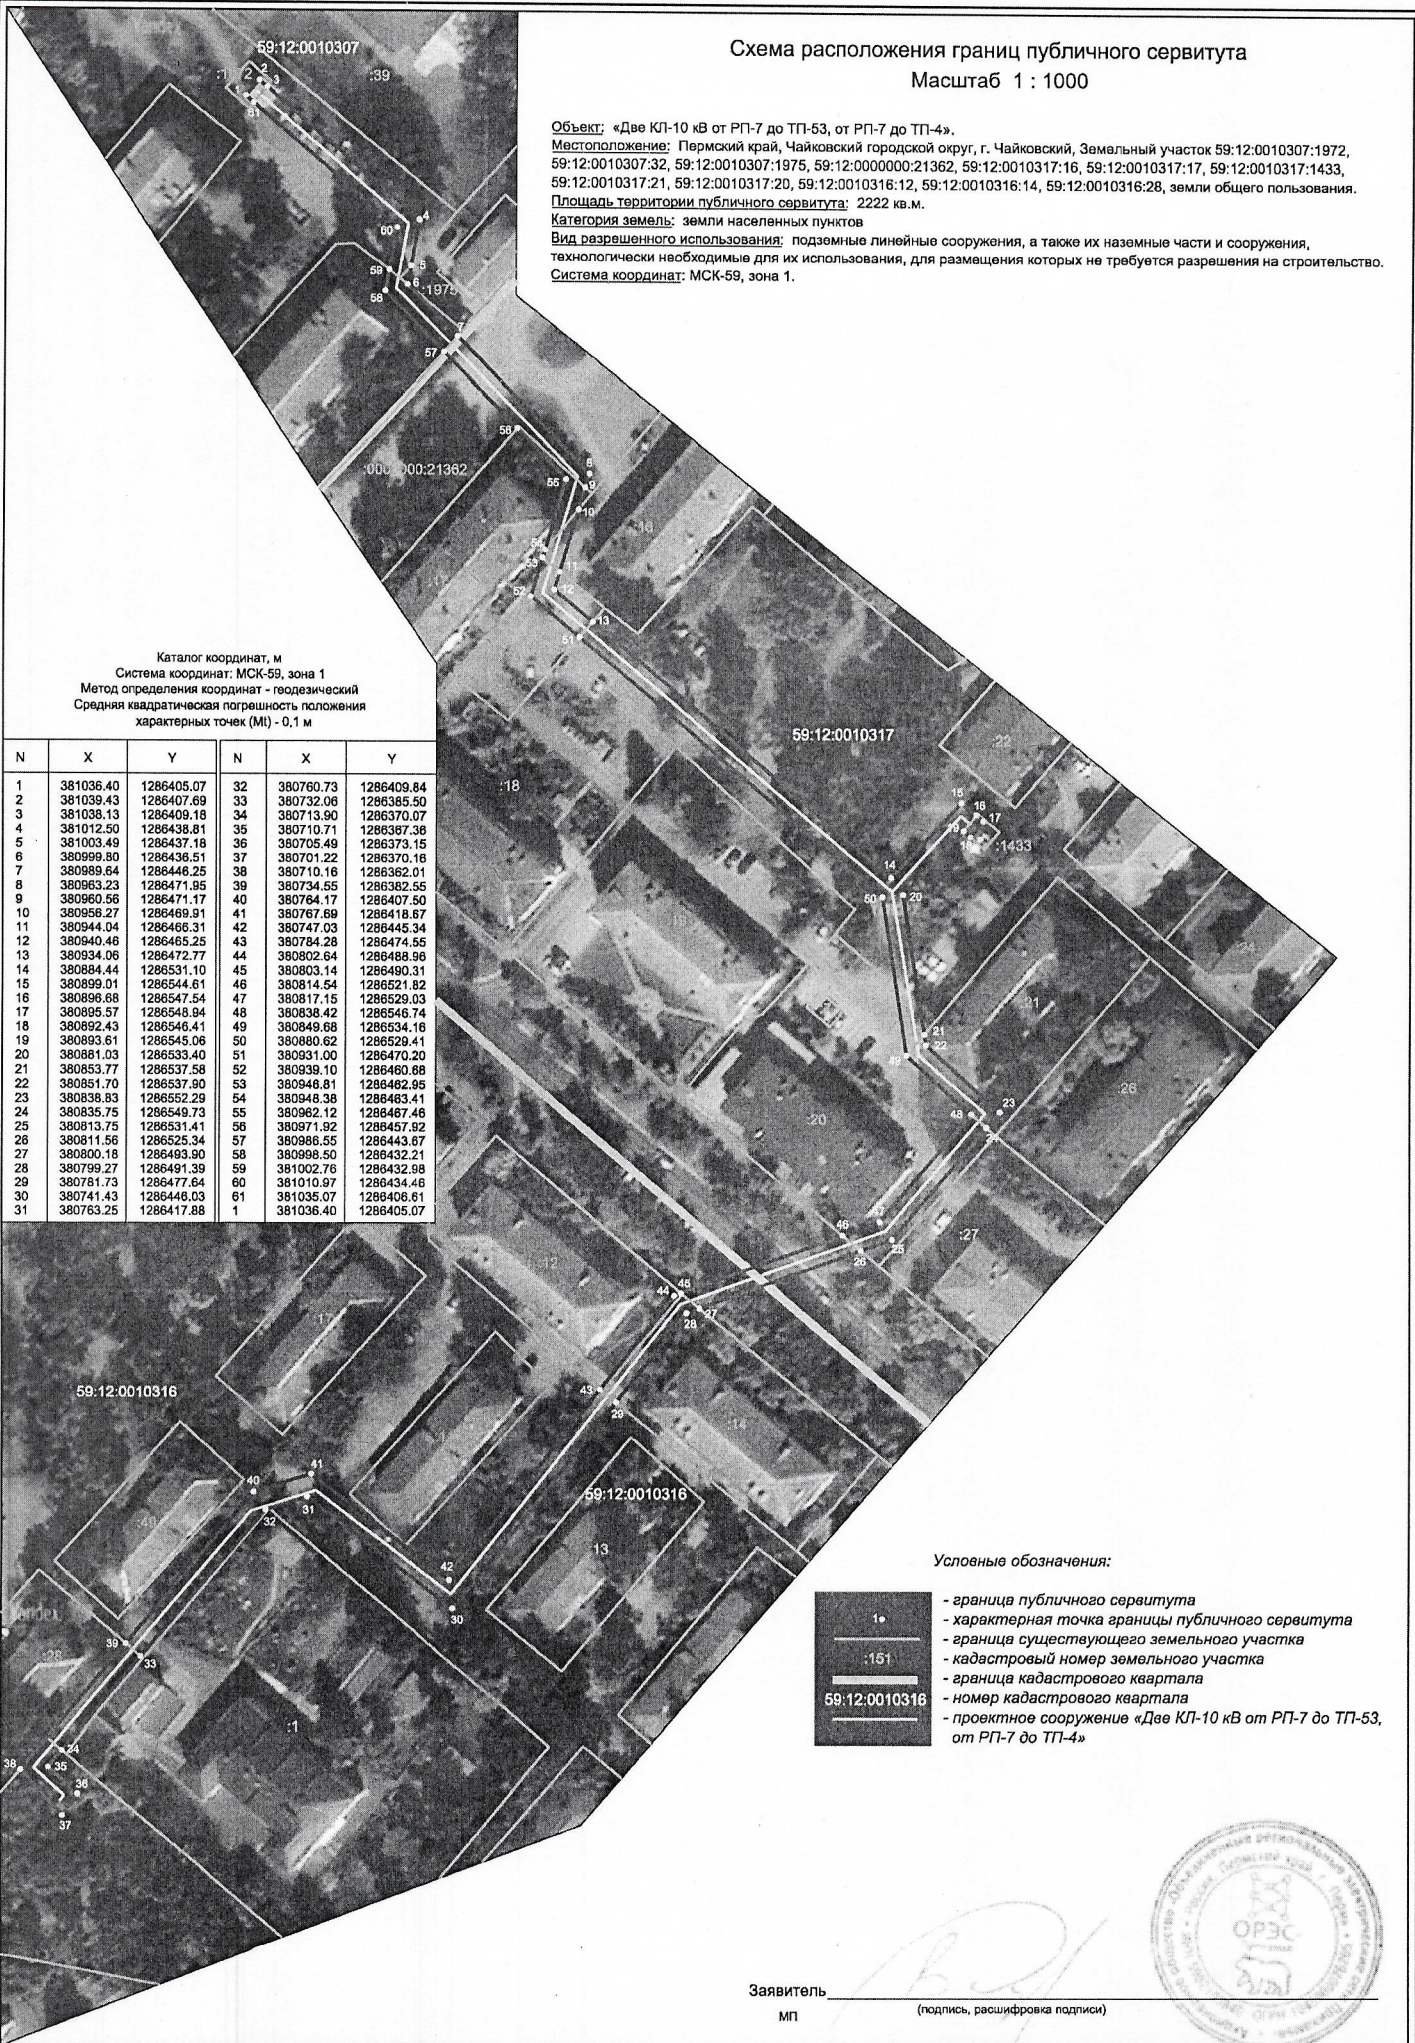 Схема расположения границ публичного сервитута
Масштаб 1 : 1000
Объект: «Две КЛ-10 кВ от РП-7 до ТП-53, от РП-7 до ТП-4».
Местоположение: Пермский край, Чайковский городской округ, г. Чайковский, Земельный участок 59:12:0010307:1972,
59:12:0010307:32, 59:12:0010307:1975, 59:12:0000000:21362, 59:12:0010317:16, 59:12:0010317:17, 59:12:0010317:1433,
59:12:0010317:21, 59:12:0010317:20, 59:12:0010316:12, 59:12:0010316:14, 59:12:0010316:28, земли общего пользования.
Площадь территории публичного сервитута: 2222 кв.м.
Категория земель: земли населенных пунктов
Вид разрешенного использования: подземные линейные сооружения, а также их наземные части и сооружения,
технологически необходимые для их использования, для размещения которых не требуется разрешения на строительство.
Система координат: МСК-59, зона 1.
59:12:0010307
:39
:1975
59:12:0010317
:22
:1433
:18
:20
:21
:26
:27
:12
:14
13
:1
59:12:0010316
59:12:0010316
Каталог координат, м
Система координат: МСК-59, зона 1
Метод определения координат - геодезический
Средняя квадратическая погрешность положения
характерных точек (Mt) - 0,1 м
N X Y N X Y
1 381036.40 1286405.07 32 380760.73 1286409.84
2 381039.43 1286407.69 33 380732.06 1286385.50
3 381038.13 1286409.18 34 380713.90 1286370.07
4 381012.50 1286438.81 35 380710.71 1286367.36
5 381003.49 1286437.18 36 380705.49 1286373.15
6 380999.80 1286436.51 37 380701.22 1286370.16
7 380989.64 1286446.25 38 380710.16 1286362.01
8 380963.23 1286471.95 39 380734.55 1286382.55
9 380960.56 1286471.17 40 380764.17 1286407.50
10 380956.27 1286469.91 41 380767.69 1286418.67
11 380944.04 1286466.31 42 380747.03 1286445.34
12 380940.46 1286465.25 43 380784.28 1286474.55
13 380934.06 1286472.77 44 380802.64 1286488.96
14 380884.44 1286531.10 45 380803.14 1286490.31
15 380899.01 1286544.61 46 380814.54 1286521.82
16 380896.68 1286547.54 47 380817.15 1286529.03
17 380895.57 1286548.94 48 380838.42 1286546.74
18 380892.43 1286546.41 49 380849.68 1286534.16
19 380893.61 1286545.06 50 380880.62 1286529.41
20 380881.03 1286533.40 51 380931.00 1286470.20
21 380853.77 1286537.58 52 380939.10 1286460.68
22 380851.70 1286537.90 53 380946.81 1286462.95
23 380838.83 1286552.29 54 380948.38 1286463.41
24 380835.75 1286549.73 55 380962.12 1286467.46
25 380813.75 1286531.41 56 380971.92 1286457.92
26 380811.56 1286525.34 57 380986.55 1286443.67
27 380800.18 1286493.90 58 380998.50 1286432.21
28 380799.27 1286491.39 59 381002.76 1286432.98
29 380781.73 1286477.64 60 381010.97 1286434.46
30 380741.43 1286446.03 61 381035.07 1286406.61
31 380763.25 1286417.88 1 381036.40 1286405.07
Условные обозначения:
- граница публичного сервитута
1 - характерная точка границы публичного сервитута
- граница существующего земельного участка
:151 - кадастровый номер земельного участка
- граница кадастрового квартала
59:12:0010316 - номер кадастрового квартала
- проектное сооружение «Две КЛ-10 кВ от РП-7 до ТП-53,
от РП-7 до ТП-4»
ОРЭС
Заявитель
(подпись, расшифровка подписи)
МП